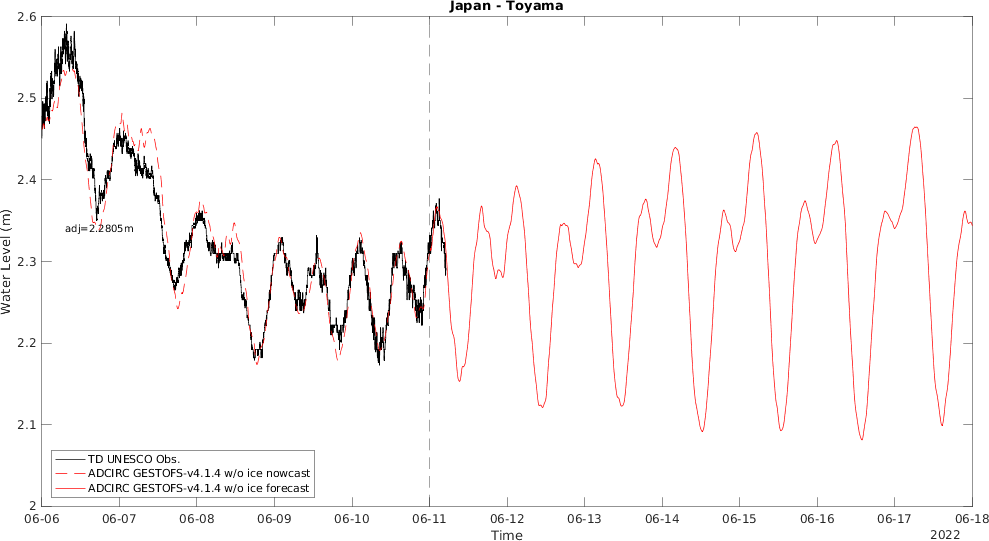 Japan - Toyama
Water Level (m)
2.6
2.5
2.4
2.3
2.2
2.1
2
adj=2.2805m
TD UNESCO Obs.
ADCIRC GESTOFS-v4.1.4 w/o ice nowcast
ADCIRC GESTOFS-v4.1.4 w/o ice forecast
06-06 06-07 06-08 06-09 06-10 06-11 06-12 06-13 06-14 06-15 06-16 06-17 06-18
Time
2022